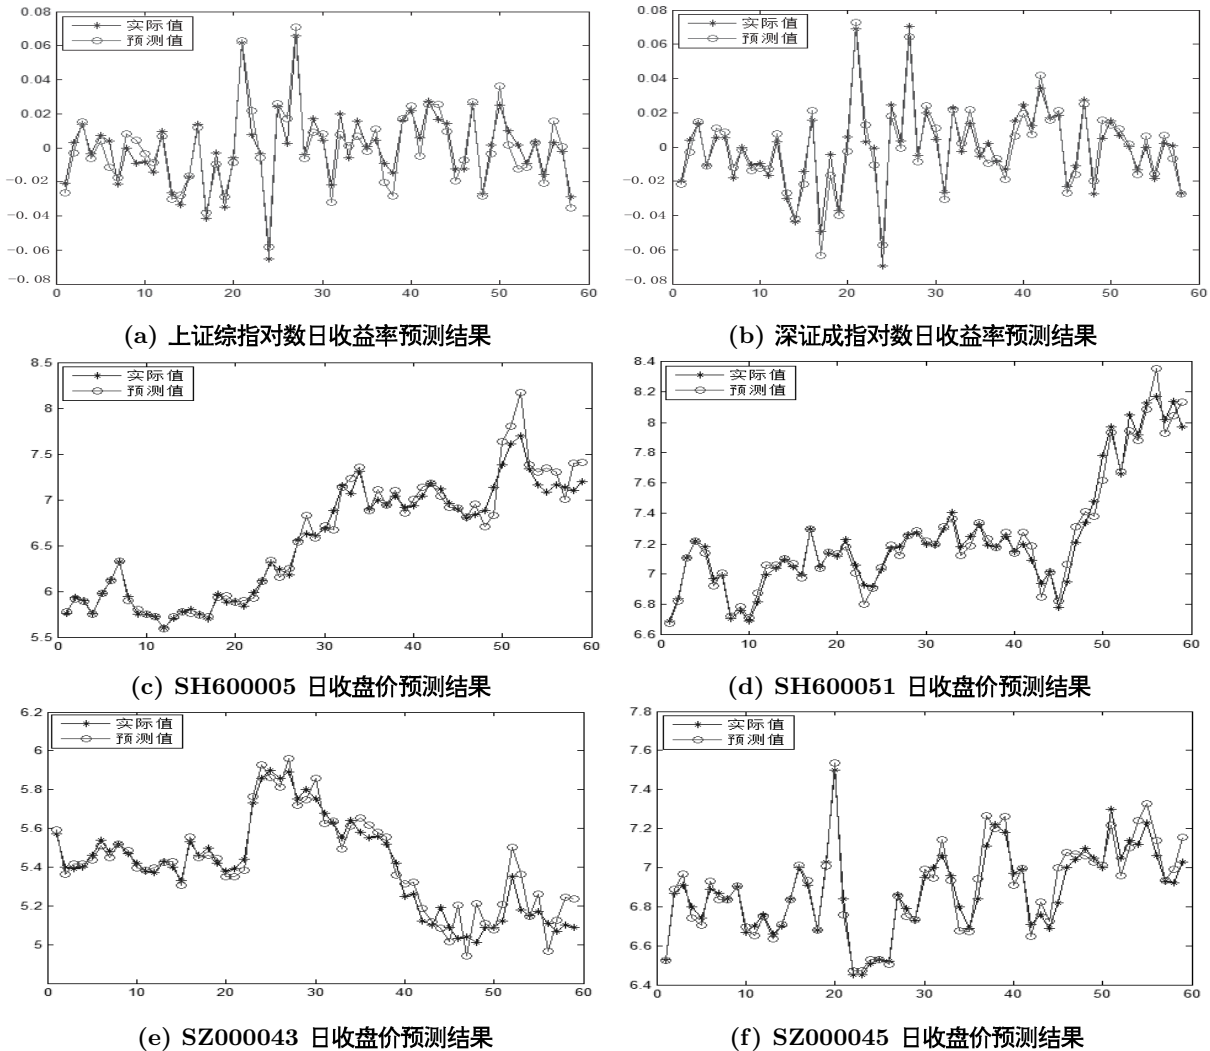 0.08
实际值
预测值
0.06
0.04
0.02
0
−0.02
−0.04
−0.06
−0.08
0 10 20 30 40 50 60
(a) 上证综指对数日收益率预测结果
0.08
实际值
预测值
0.06
0.04
0.02
0
−0.02
−0.04
−0.06
−0.08
0 10 20 30 40 50 60
(b) 深证成指对数日收益率预测结果
8.5
实际值
预测值
8
7.5
7
6.5
6
5.5
0 10 20 30 40 50 60
(c) SH600005 日收盘价预测结果
8.4
实际值
预测值
8.2
8
7.8
7.6
7.4
7.2
7
6.8
6.6
0 10 20 30 40 50 60
(d) SH600051 日收盘价预测结果
6.2
实际值
预测值
6
5.8
5.6
5.4
5.2
5
0 10 20 30 40 50 60
(e) SZ000043 日收盘价预测结果
7.8
实际值
预测值
7.6
7.4
7.2
7
6.8
6.6
6.4
0 10 20 30 40 50 60
(f) SZ000045 日收盘价预测结果